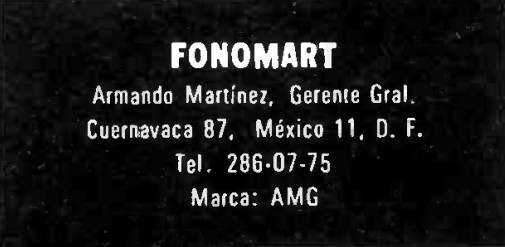 FONOMART
Armando Martínez, Gerente Gral.
Cuernavaca 87, México 11, D. F.
Tel. 286-07-75
Marca: AMG